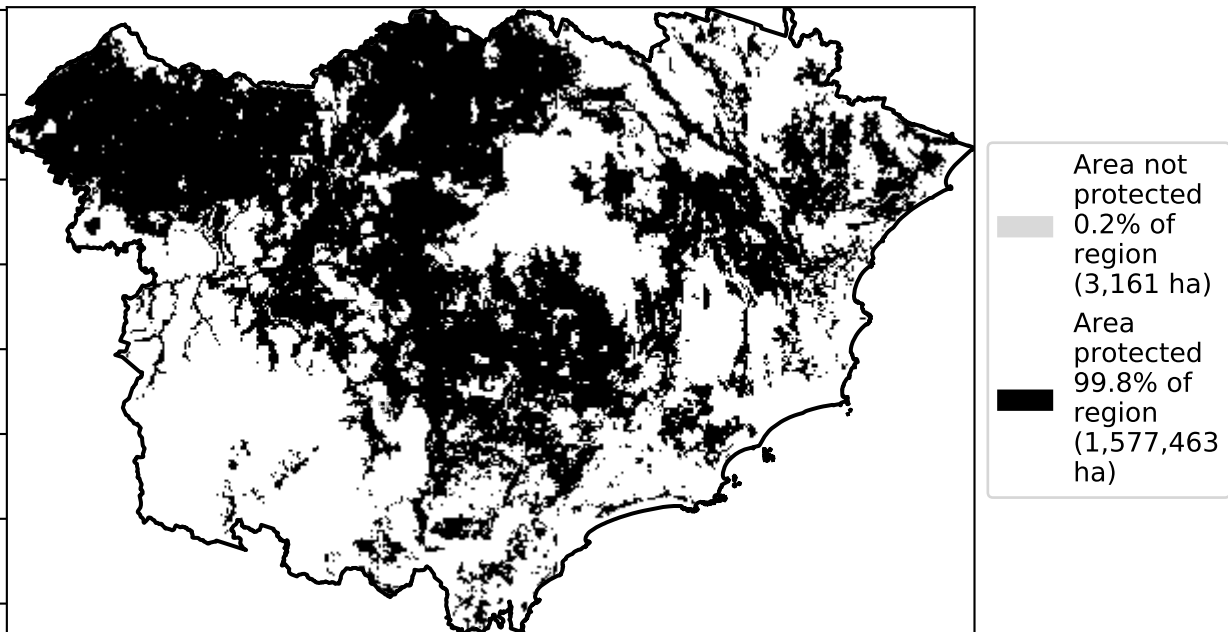 Area not
protected
0.2% of
region
(3,161 ha)
Area
protected
99.8% of
region
(1,577,463
ha)